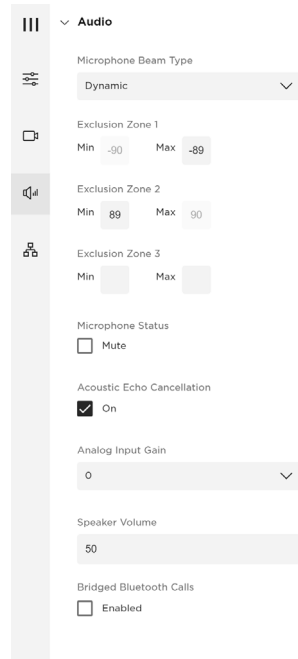 Audio
Microphone Beam Type
Dynamic
Exclusion Zone 1
Min -90 Max -89
Exclusion Zone 2
Min 89 Max 90
Exclusion Zone 3
Min Max
Microphone Status
Mute
Acoustic Echo Cancellation
On
Analog Input Gain
0
Speaker Volume
50
Bridged Bluetooth Calls
Enabled